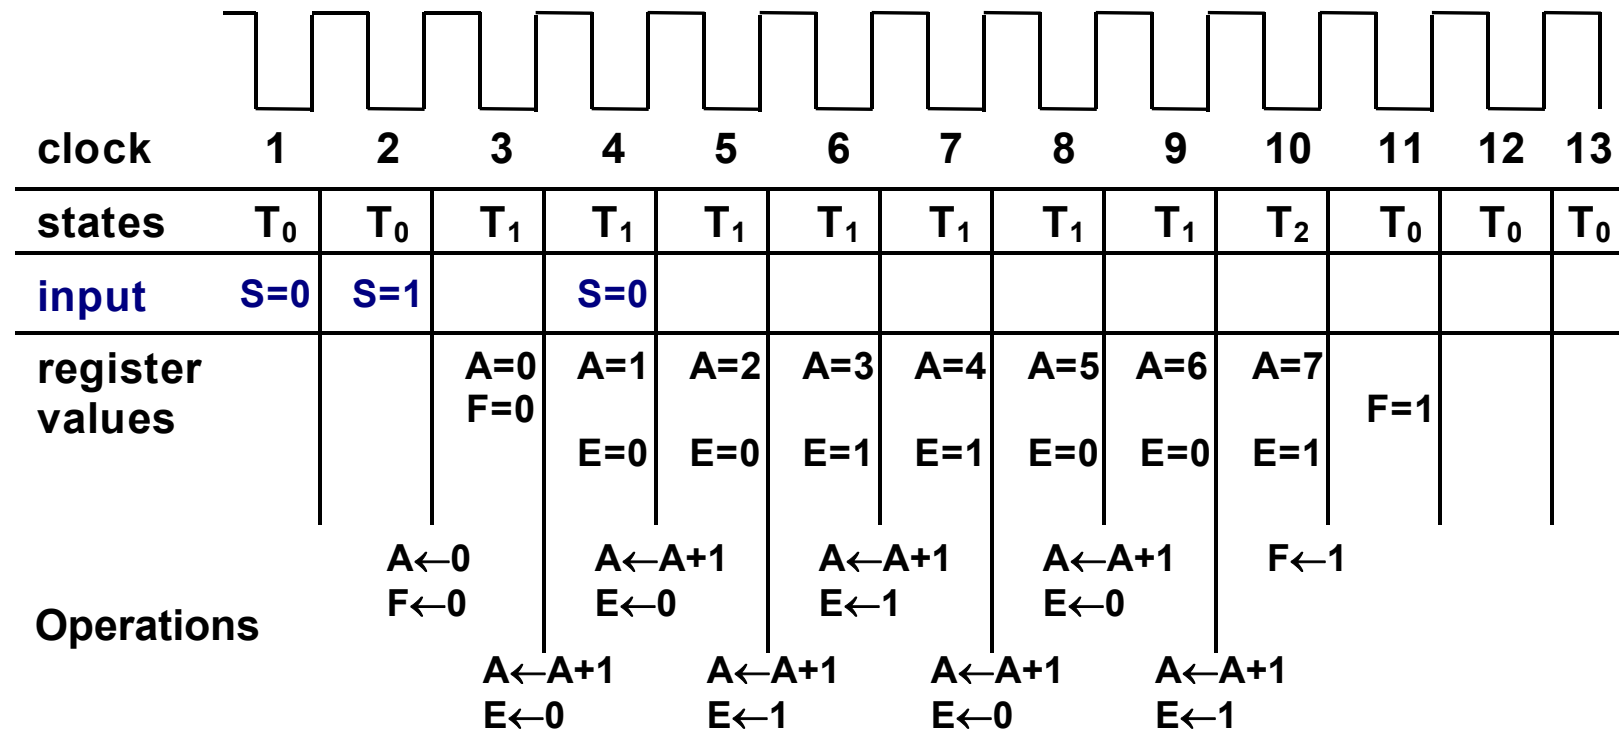 clock 1 2 3 4 5 6 7 8 9 10 11 12 13
states T₀ T₀ T₁ T₁ T₁ T₁ T₁ T₁ T₁ T₂ T₀ T₀ T₀
input S=0 S=1 S=0
register A=0 A=1 A=2 A=3 A=4 A=5 A=6 A=7
values F=0 F=1
E=0 E=0 E=1 E=1 E=0 E=0 E=1
A←0 A←A+1 A←A+1 A←A+1 F←1
F←0 E←0 E←1 E←0
Operations
A←A+1 A←A+1 A←A+1 A←A+1
E←0 E←1 E←0 E←1